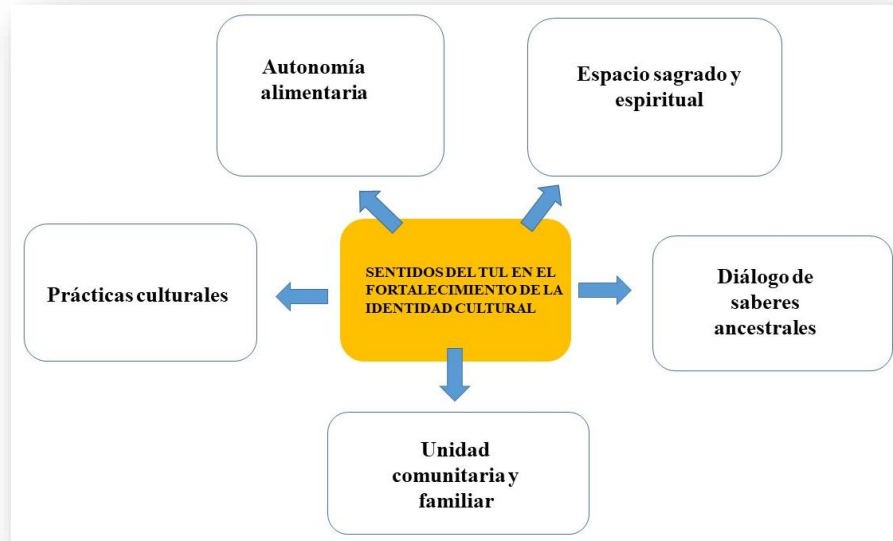 Autonomía
alimentaria
Espacio sagrado y
espiritual
Prácticas culturales
SENTIDOS DEL TUL EN EL
FORTALECIMIENTO DE LA
IDENTIDAD CULTURAL
Diálogo de
saberes
ancestrales
Unidad
comunitaria y
familiar